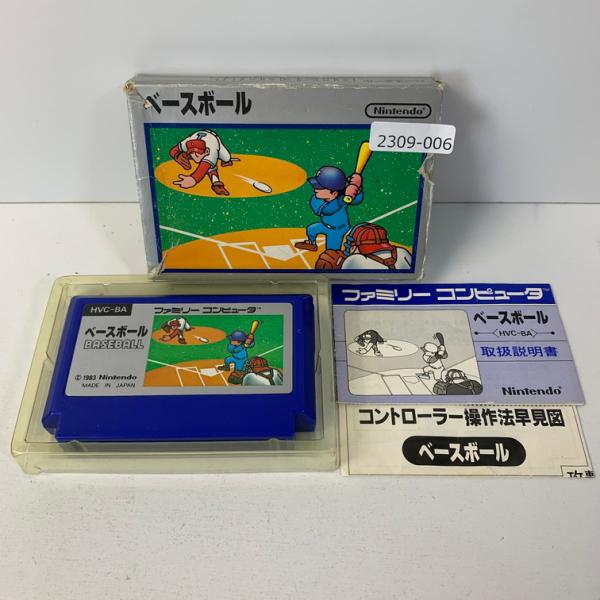 ベースボール
Nintendo
2309-006
HVC-BA
ファミリー コンピュータ™
ベースボール
BASEBALL
© 1983 Nintendo
MADE IN JAPAN
ファミリー コンピュータ™
ベースボール
HVC-BA
取扱説明書
Nintendo
コントローラー操作法早見図
ベースボール